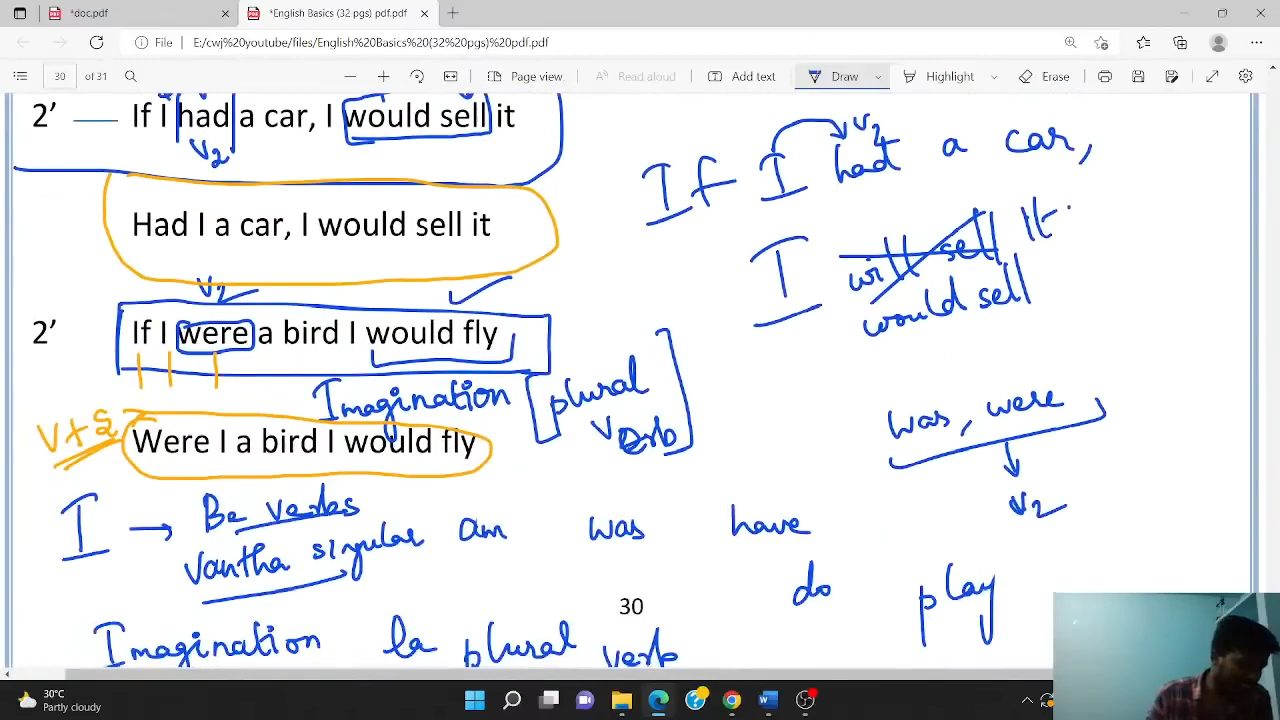 *doc.pdf
*English Basics (32 pgs) pdf.pdf
File E:/cwj%20youtube/files/English%20Basics%20(32%20pgs)%20pdf.pdf
30 of 31
Page view
Read aloud
Add text
Draw
Highlight
Erase
2’ If I had a car, I would sell it
v2
Had I a car, I would sell it
v2
2’ If I were a bird I would fly
Imagination [plural verb]
V+S
Were I a bird I would fly
I → Be verbs am was have
Vantha singular
do play
30
Imagination la plural verb
v2
If I had a car,
I will sell it.
would sell
was, were
v2
30°C
Partly cloudy